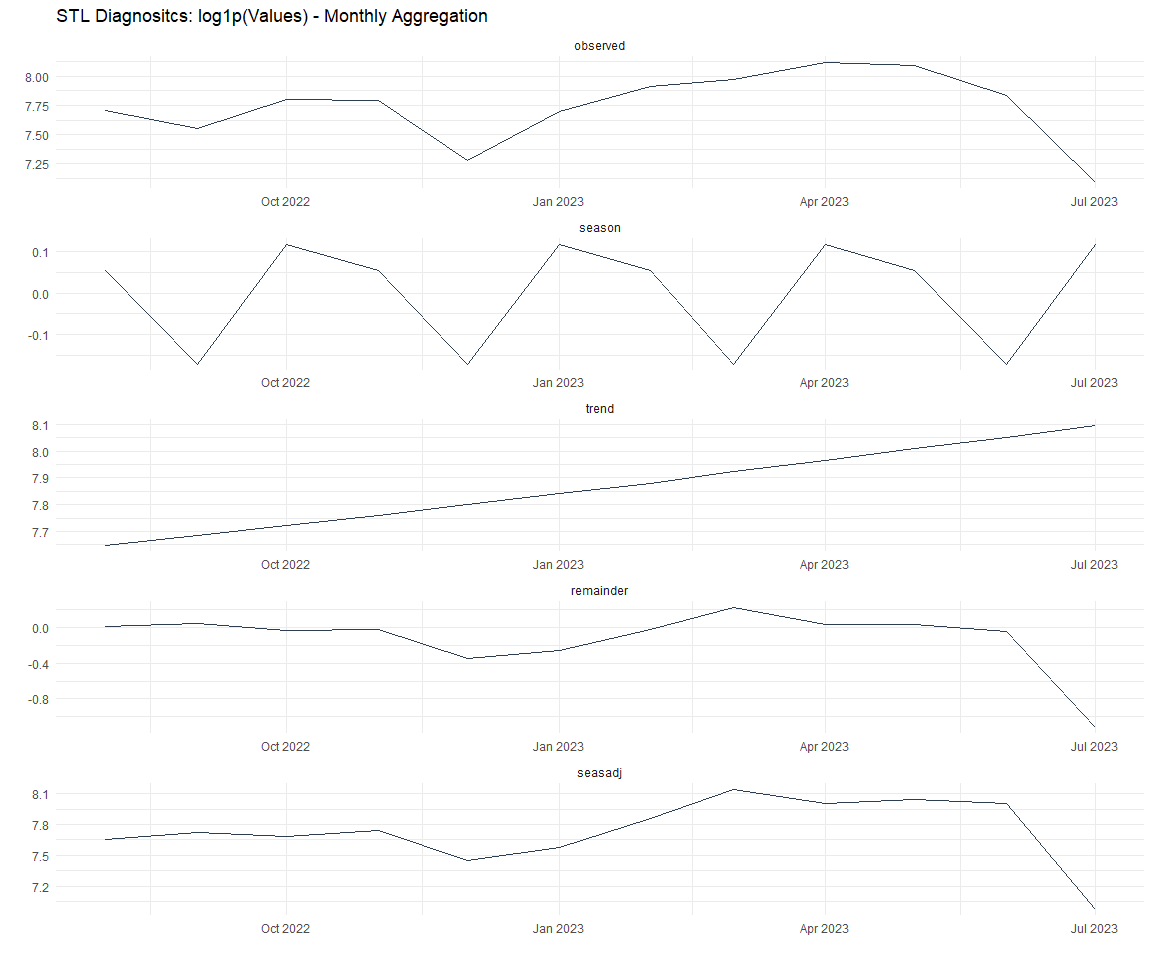 STL Diagnositcs: log1p(Values) - Monthly Aggregation
observed
8.00
7.75
7.50
7.25
Oct 2022 Jan 2023 Apr 2023 Jul 2023
season
0.1
0.0
-0.1
Oct 2022 Jan 2023 Apr 2023 Jul 2023
trend
8.1
8.0
7.9
7.8
7.7
Oct 2022 Jan 2023 Apr 2023 Jul 2023
remainder
0.0
-0.4
-0.8
Oct 2022 Jan 2023 Apr 2023 Jul 2023
seasadj
8.1
7.8
7.5
7.2
Oct 2022 Jan 2023 Apr 2023 Jul 2023